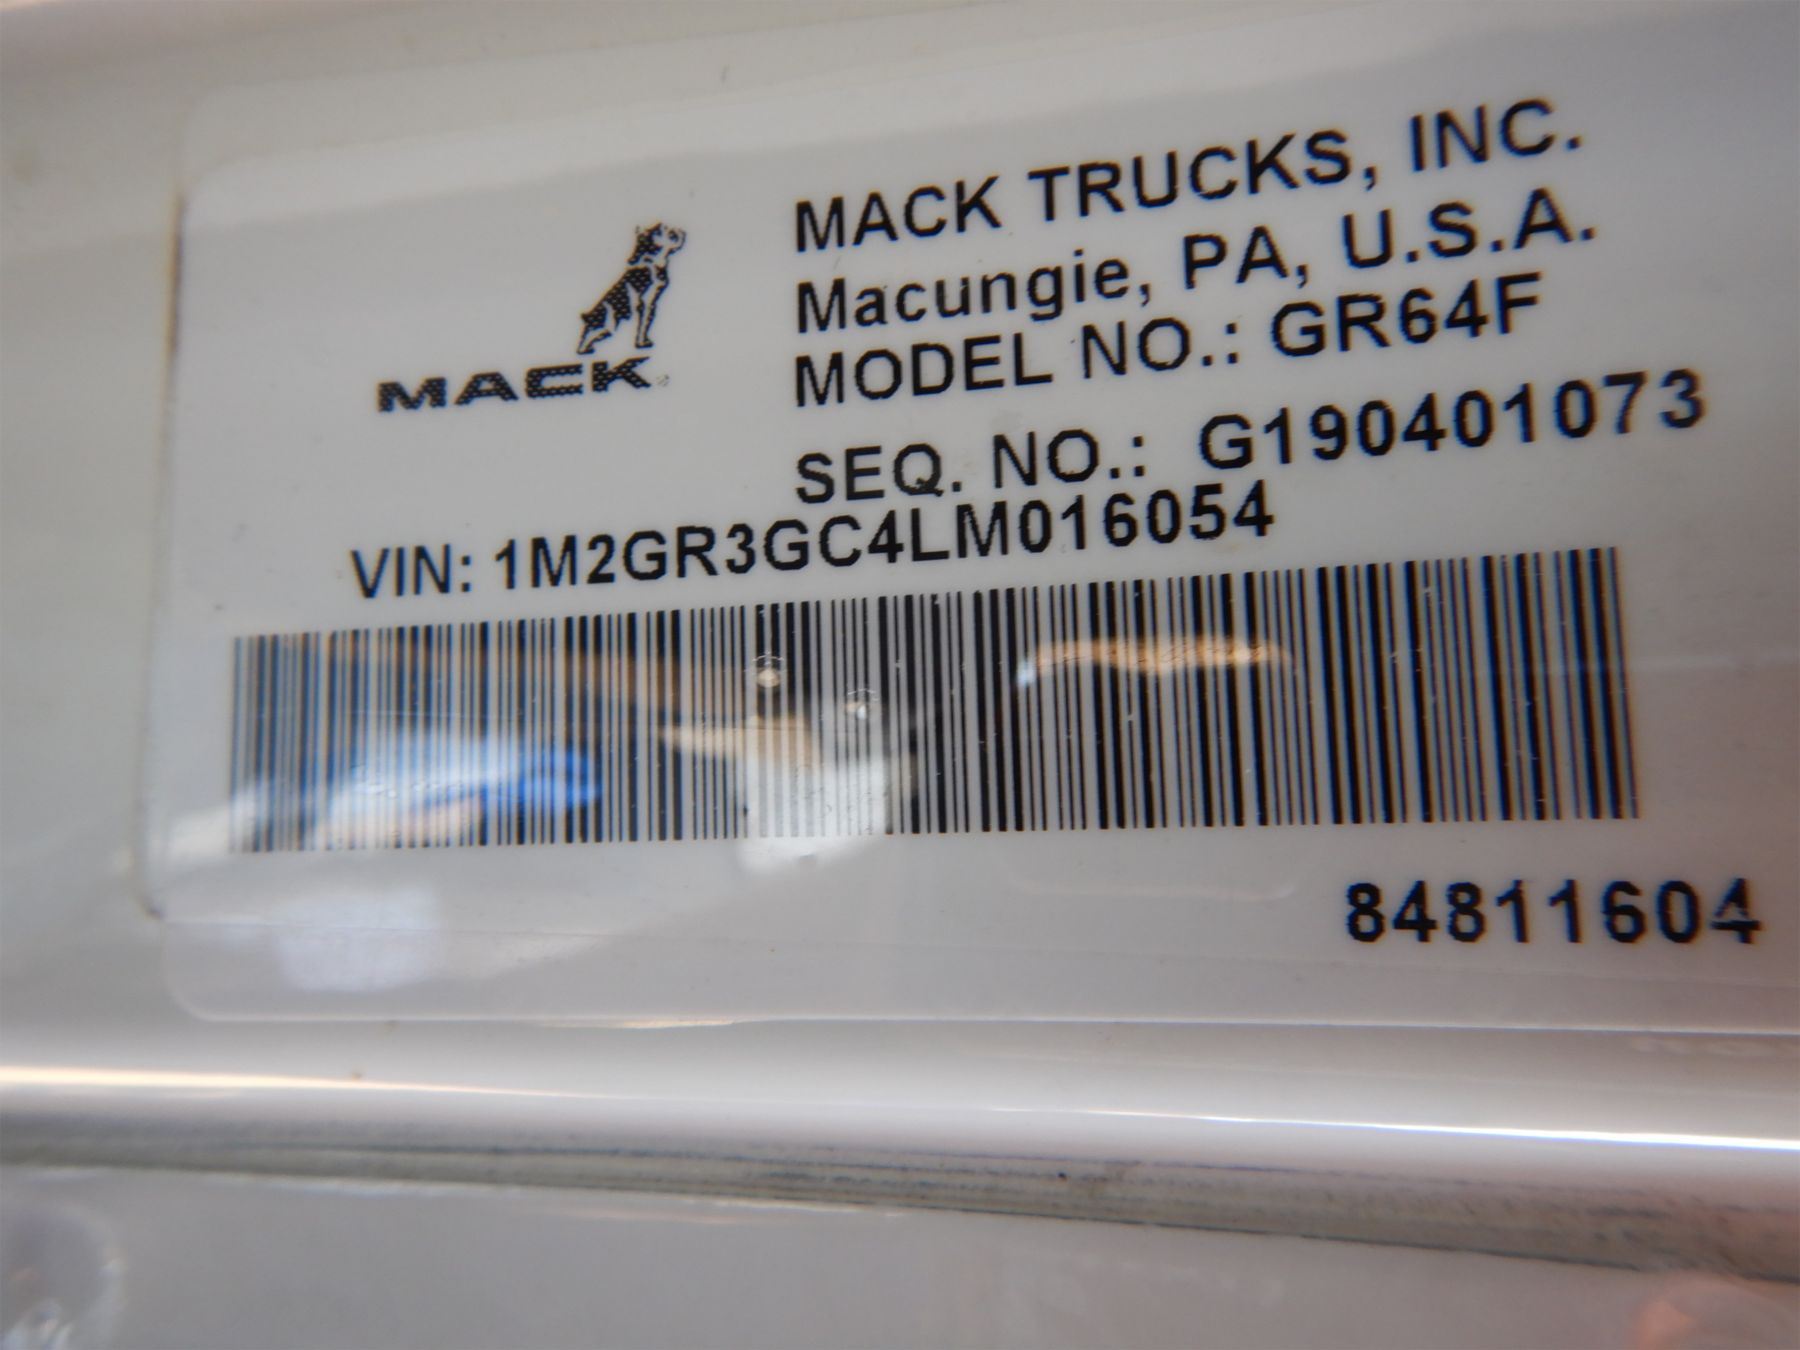 MACK TRUCKS, INC.
Macungie, PA, U.S.A.
MACK
MODEL NO.: GR64F
SEQ. NO.: G190401073
VIN: 1M2GR3GC4LM016054
84811604